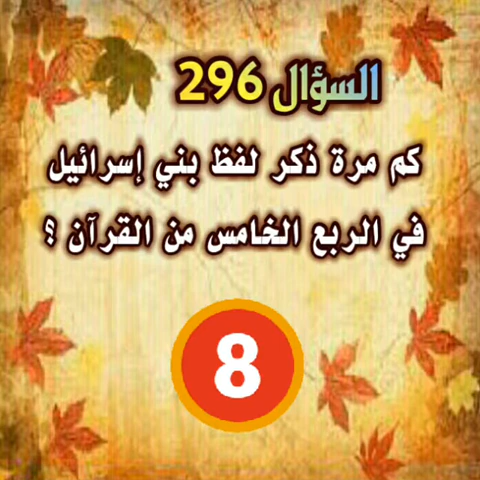 السؤال 296
كم مرة ذكر لفظ بني إسرائيل
في الربع الخامس من القرآن ؟
8